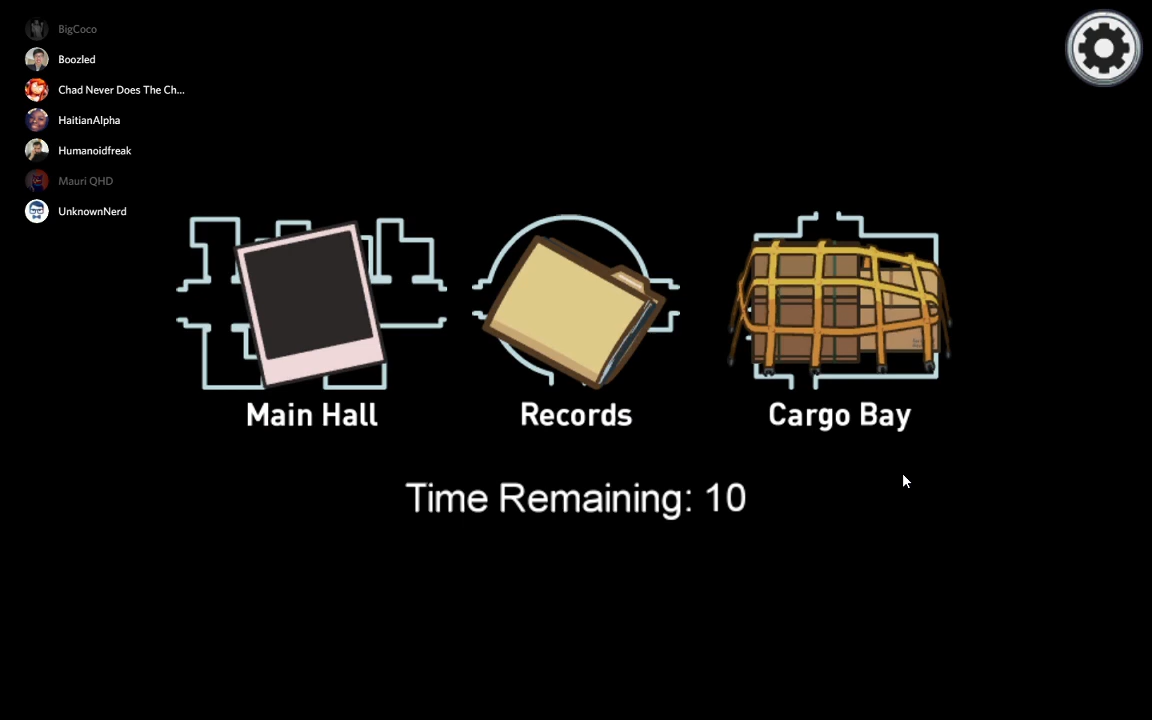 BigCoco
Boozled
Chad Never Does The Ch...
HaitianAlpha
Humanoidfreak
Mauri QHD
UnknownNerd
Main Hall
Records
Cargo Bay
Time Remaining: 10